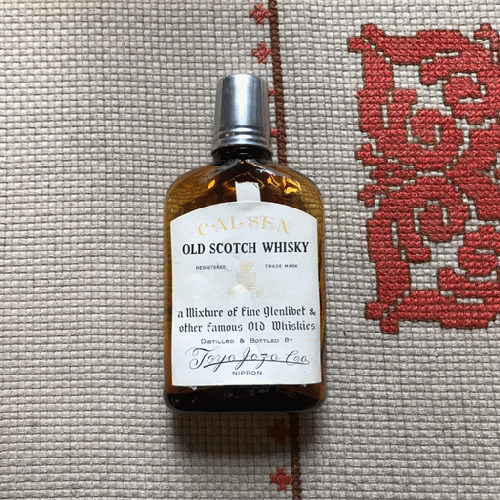 CALSEN
OLD SCOTCH WHISKY
REGISTERED TRADE MARK
a Mixture of fine Glenlivet &
other famous Old Whiskies
DISTILLED & BOTTLED BY
Toyo Jozo Co.
NIPPON